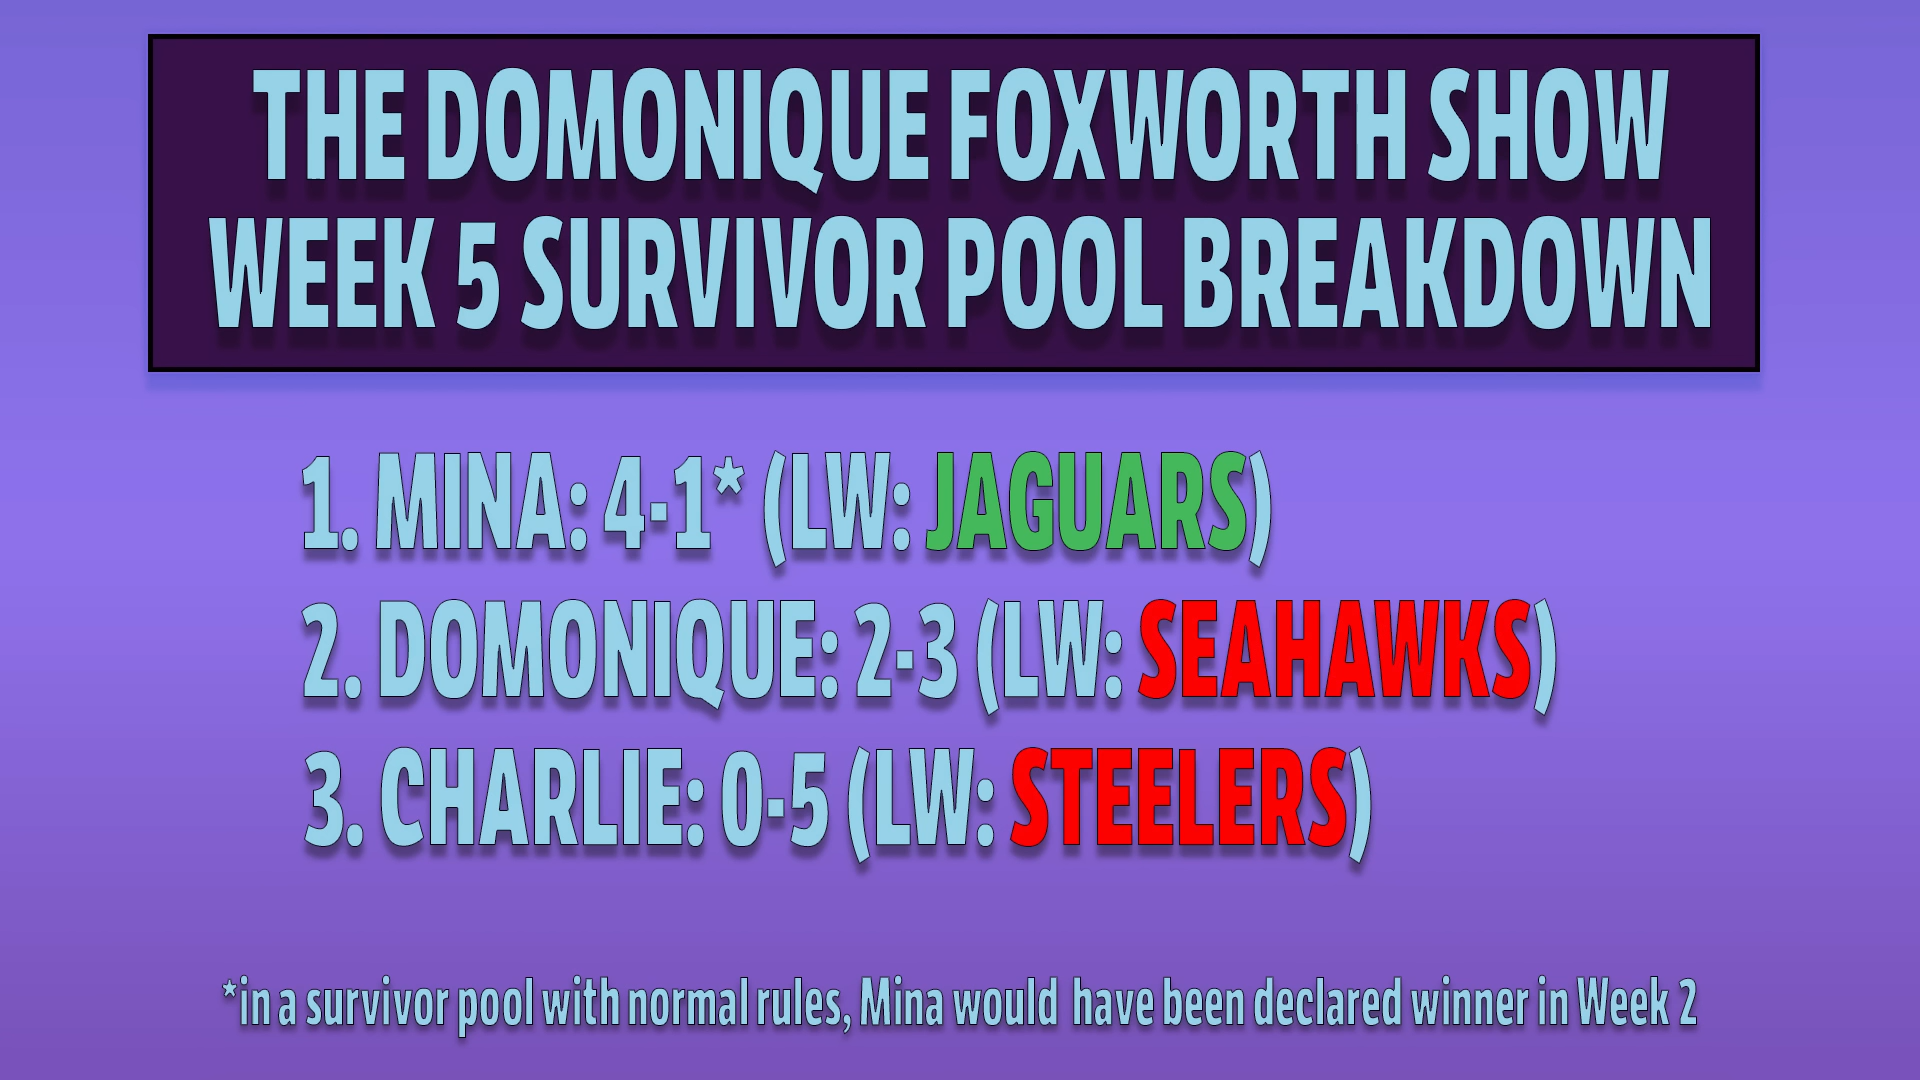 THE DOMONIQUE FOXWORTH SHOW
WEEK 5 SURVIVOR POOL BREAKDOWN
1. MINA: 4-1* (LW: JAGUARS)
2. DOMONIQUE: 2-3 (LW: SEAHAWKS)
3. CHARLIE: 0-5 (LW: STEELERS)
*in a survivor pool with normal rules, Mina would have been declared winner in Week 2